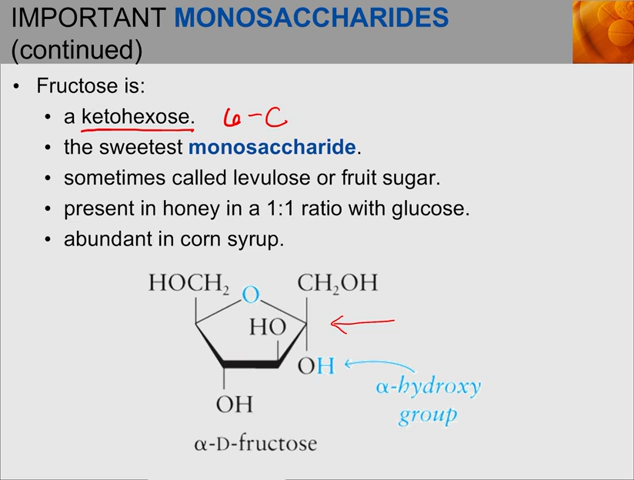 IMPORTANT MONOSACCHARIDES
(continued)
• Fructose is:
• a ketohexose. 6-C
• the sweetest monosaccharide.
• sometimes called levulose or fruit sugar.
• present in honey in a 1:1 ratio with glucose.
• abundant in corn syrup.
HOCH₂ O CH₂OH
HO
OH
α-hydroxy
group
OH
α-D-fructose